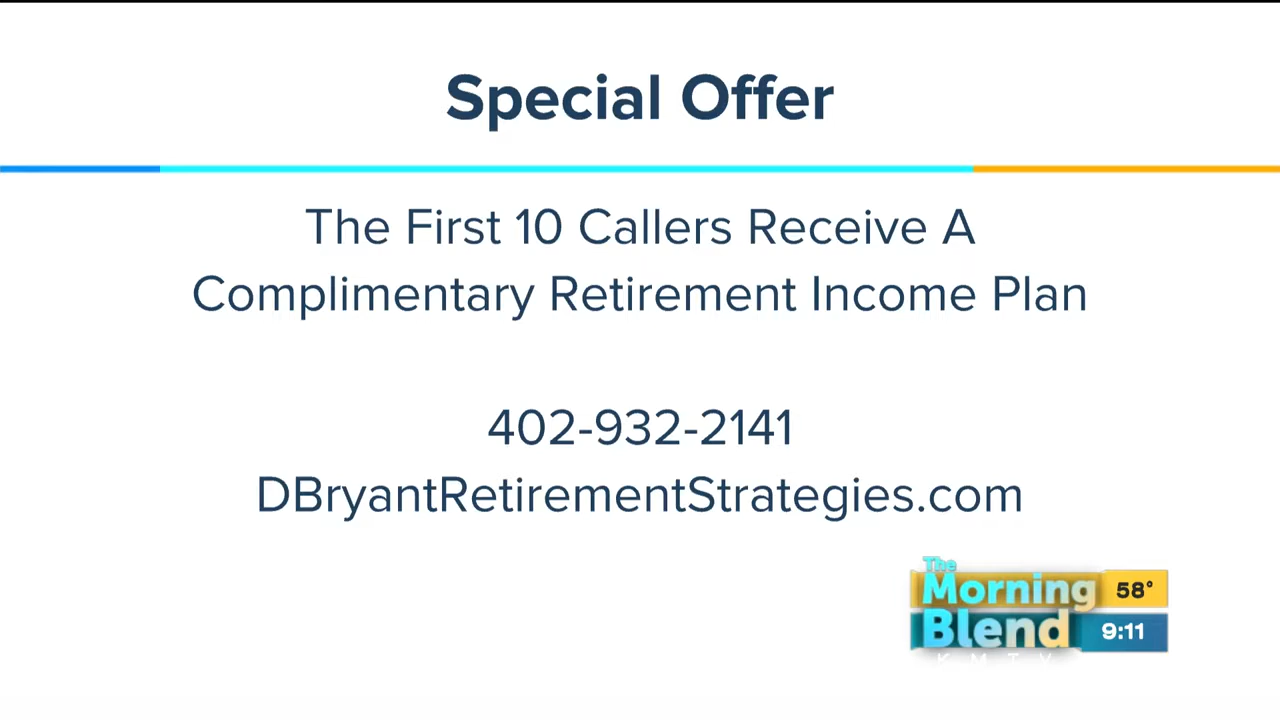 Special Offer
The First 10 Callers Receive A
Complimentary Retirement Income Plan
402-932-2141
DBryantRetirementStrategies.com
The
Morning
58°
Blend
9:11
KMTV